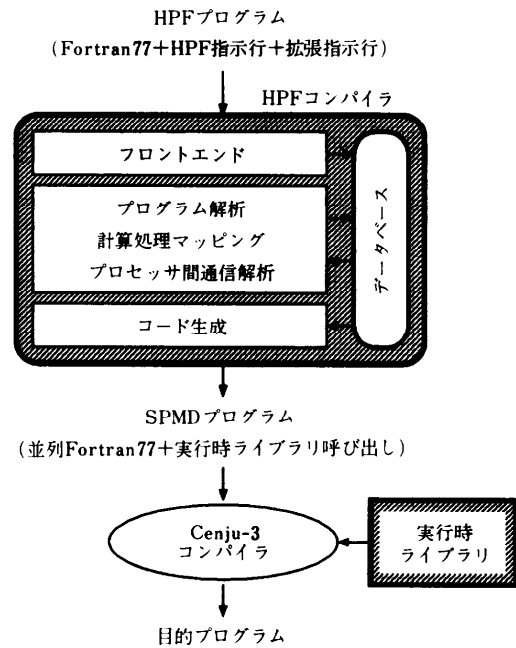 HPFプログラム
(Fortran77+HPF指示行+拡張指示行)
HPFコンパイラ
フロントエンド
プログラム解析
計算処理マッピング
プロセッサ間通信解析
コード生成
データベース
SPMDプログラム
(並列Fortran77+実行時ライブラリ呼び出し)
Cenju-3
コンパイラ
実行時
ライブラリ
目的プログラム